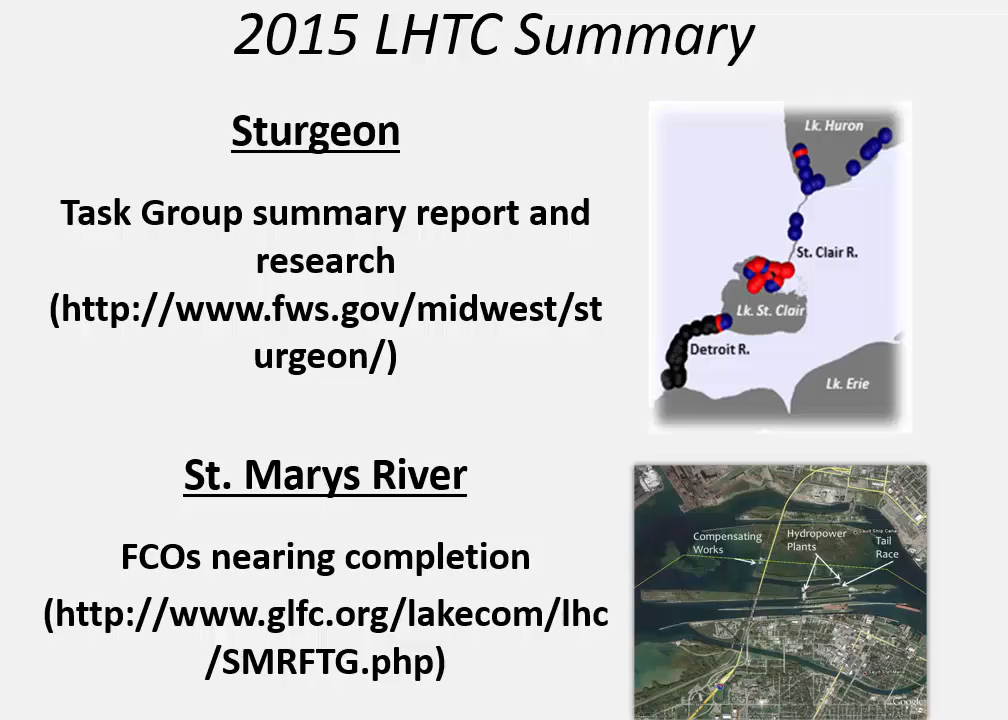 2015 LHTC Summary
Sturgeon
Task Group summary report and
research
(http://www.fws.gov/midwest/st
urgeon/)
Lk. Huron
St. Clair R.
Lk. St. Clair
Detroit R.
Lk. Erie
St. Marys River
FCOs nearing completion
(http://www.glfc.org/lakecom/lhc
/SMRFTG.php)
Compensating
Works
Hydropower
Plants
Tail
Race
Google